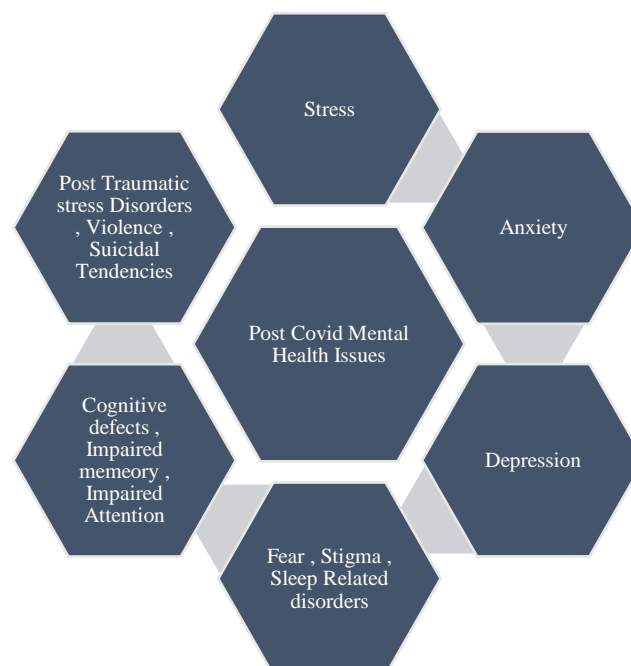 Stress
Anxiety
Depression
Fear , Stigma ,
Sleep Related
disorders
Cognitive
defects ,
Impaired
memeory ,
Impaired
Attention
Post Traumatic
stress Disorders
, Violence ,
Suicidal
Tendencies
Post Covid Mental
Health Issues